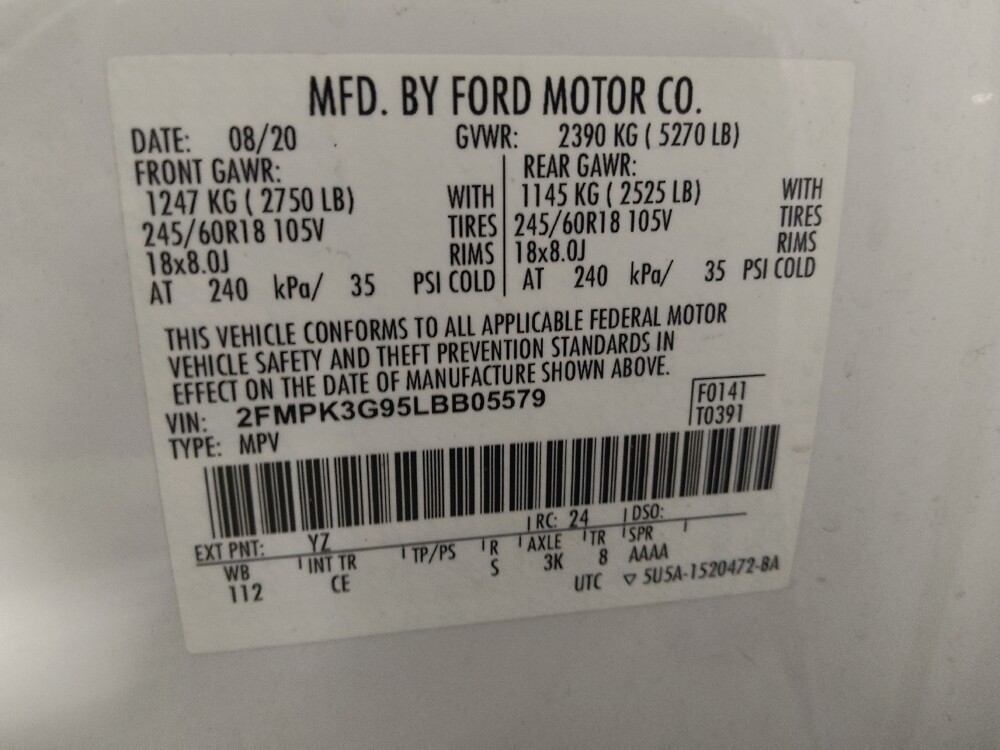 MFD. BY FORD MOTOR CO.
DATE: 08/20 GVWR: 2390 KG ( 5270 LB)
FRONT GAWR: REAR GAWR:
1247 KG ( 2750 LB) WITH 1145 KG ( 2525 LB) WITH
245/60R18 105V TIRES 245/60R18 105V TIRES
18x8.0J RIMS 18x8.0J RIMS
AT 240 kPa/ 35 PSI COLD AT 240 kPa/ 35 PSI COLD
THIS VEHICLE CONFORMS TO ALL APPLICABLE FEDERAL MOTOR
VEHICLE SAFETY AND THEFT PREVENTION STANDARDS IN
EFFECT ON THE DATE OF MANUFACTURE SHOWN ABOVE.
VIN: 2FMPK3G95LBB05579 F0141
TYPE: MPV T0391
EXT PNT: YZ RC: 24 DSO:
WB INT TR TP/PS R AXLE TR SPR
112 CE S 3K 8 AAAA
UTC ▽ 5U5A-1520472-BA